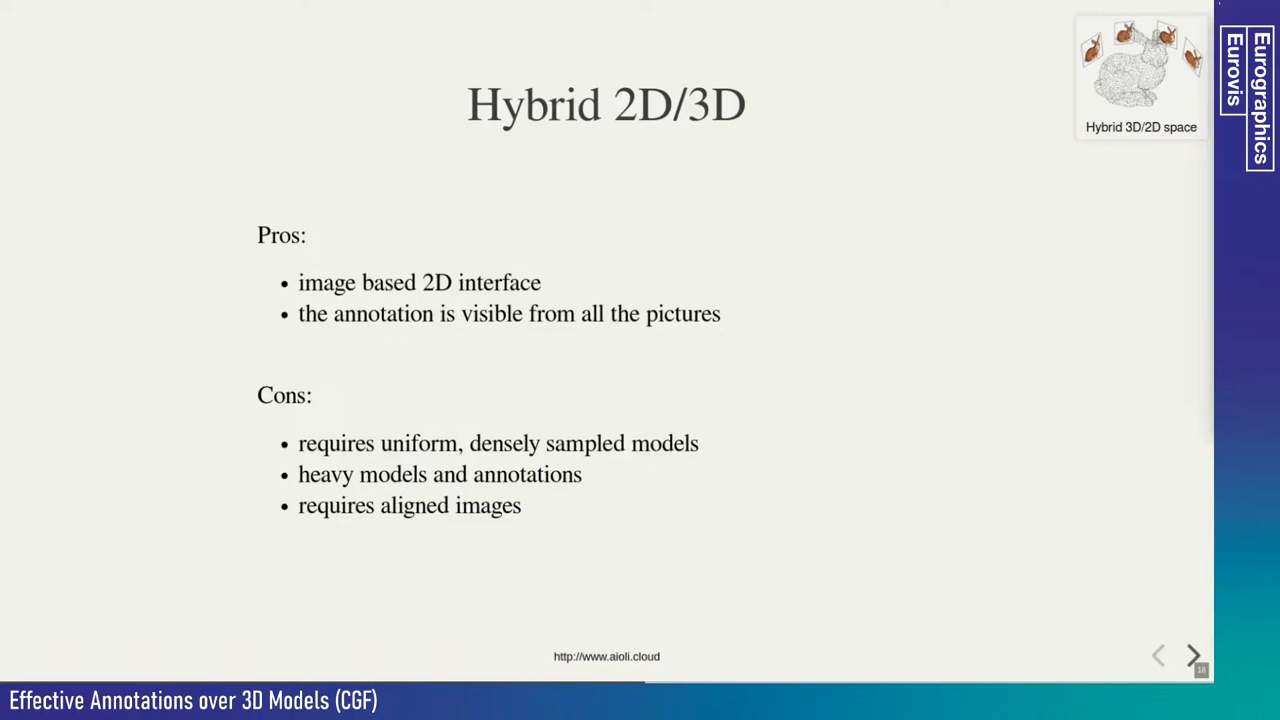 Hybrid 2D/3D
Hybrid 3D/2D space
Eurographics
Eurovis
Pros:
• image based 2D interface
• the annotation is visible from all the pictures
Cons:
• requires uniform, densely sampled models
• heavy models and annotations
• requires aligned images
http://www.aioli.cloud
18
Effective Annotations over 3D Models (CGF)